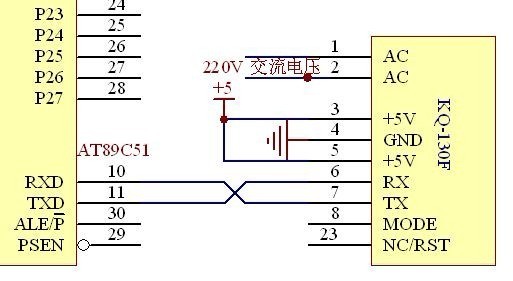 P23 24
P24 25
P25 26
P26 27
P27 28
AT89C51
RXD 10
TXD 11
ALE/P 30
PSEN 29
220V 交流电压
+5
1 AC
2 AC
3 +5V
4 GND
5 +5V
6 RX
7 TX
8 MODE
23 NC/RST
KQ-130F